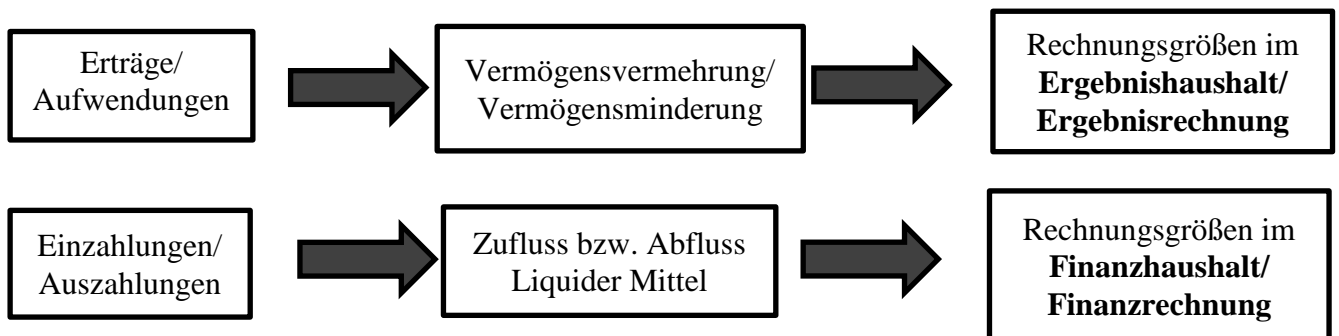 Erträge/
Aufwendungen
Vermögensvermehrung/
Vermögensminderung
Rechnungsgrößen im
Ergebnishaushalt/
Ergebnisrechnung
Einzahlungen/
Auszahlungen
Zufluss bzw. Abfluss
Liquider Mittel
Rechnungsgrößen im
Finanzhaushalt/
Finanzrechnung